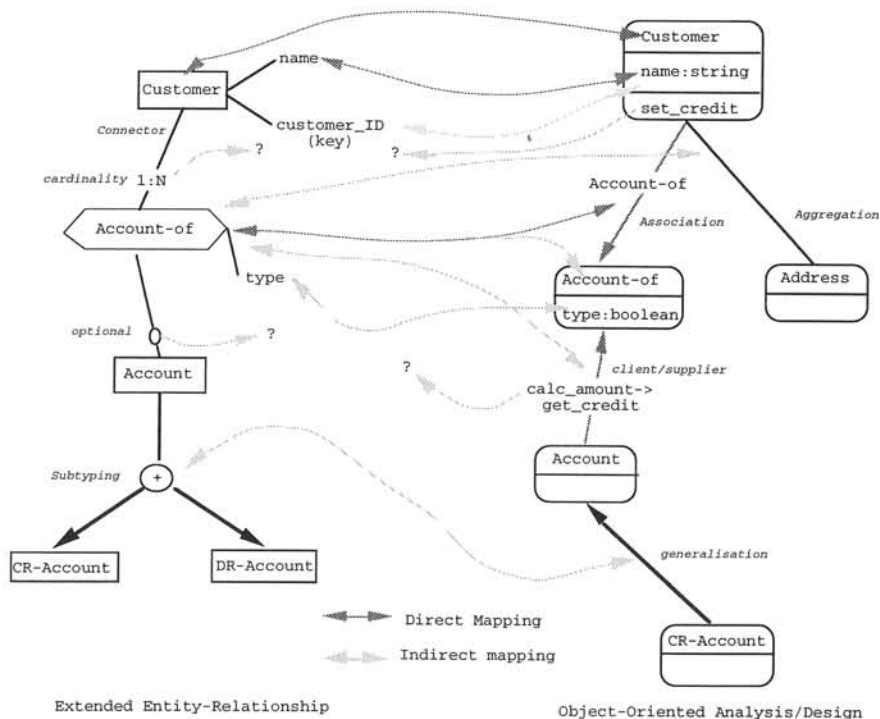 Customer
name
name:string
Customer
customer_ID
(key)
set_credit
Connector
?
?
cardinality 1:N
Account-of
Account-of
Association
Aggregation
type
Account-of
Address
type:boolean
optional
O
?
Account
?
client/supplier
calc_amount->
get_credit
Account
Subtyping
+
CR-Account
DR-Account
generalisation
Direct Mapping
CR-Account
Indirect mapping
Extended Entity-Relationship
Object-Oriented Analysis/Design